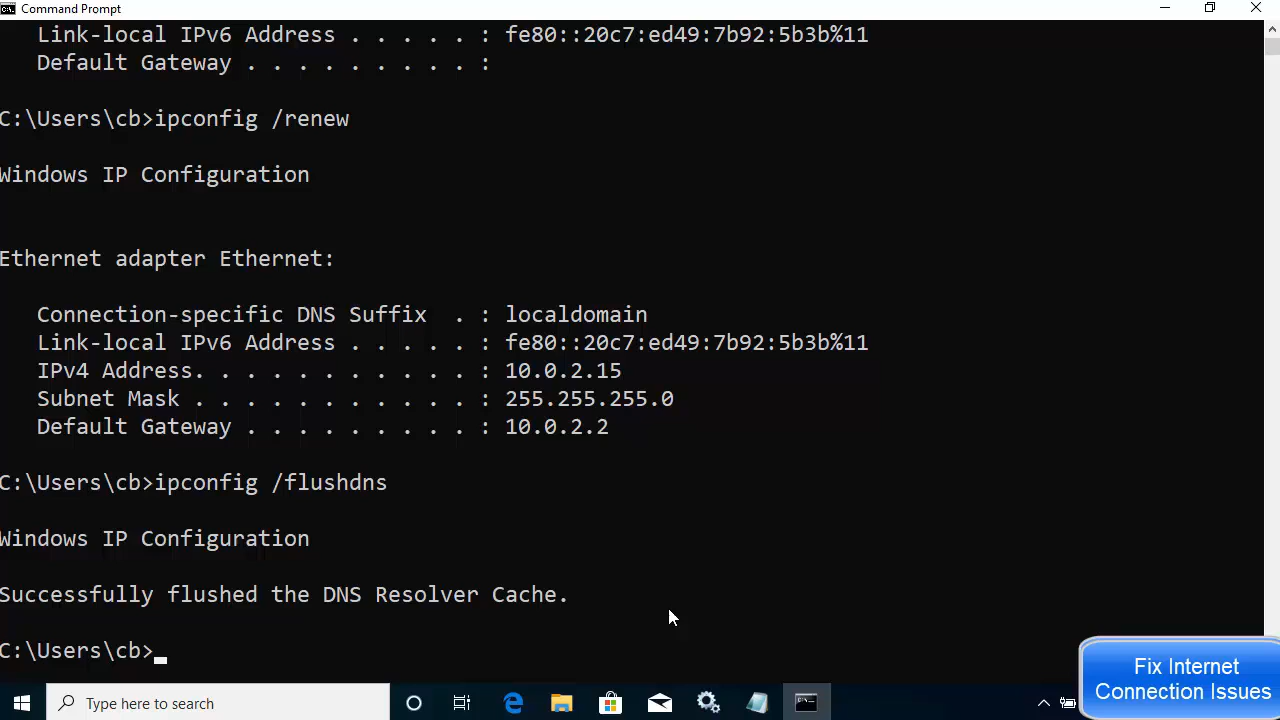 Command Prompt
Link-local IPv6 Address . . . . . : fe80::20c7:ed49:7b92:5b3b%11
Default Gateway . . . . . . . . . :
C:\Users\cb>ipconfig /renew
Windows IP Configuration
Ethernet adapter Ethernet:
Connection-specific DNS Suffix  . : localdomain
Link-local IPv6 Address . . . . . : fe80::20c7:ed49:7b92:5b3b%11
IPv4 Address. . . . . . . . . . . : 10.0.2.15
Subnet Mask . . . . . . . . . . . : 255.255.255.0
Default Gateway . . . . . . . . . : 10.0.2.2
C:\Users\cb>ipconfig /flushdns
Windows IP Configuration
Successfully flushed the DNS Resolver Cache.
C:\Users\cb>
Fix Internet
Connection Issues
Type here to search